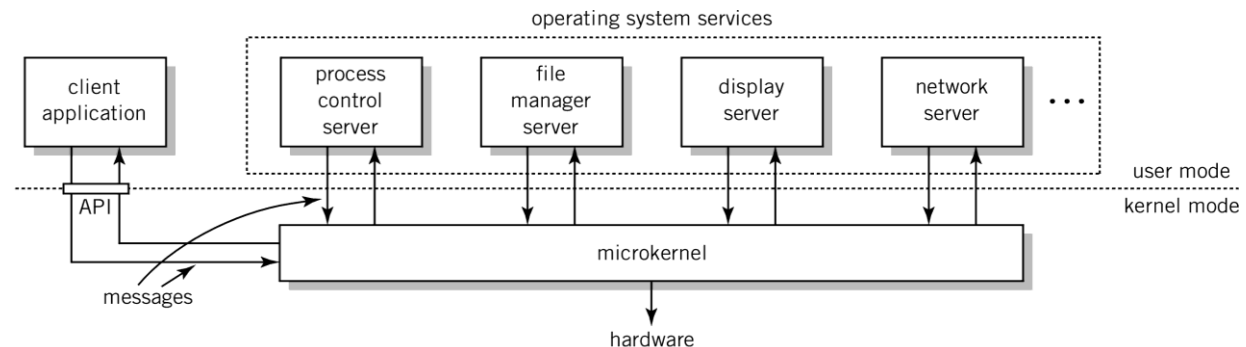 operating system services
client
application
process
control
server
file
manager
server
display
server
network
server
...
user mode
API
kernel mode
microkernel
messages
hardware